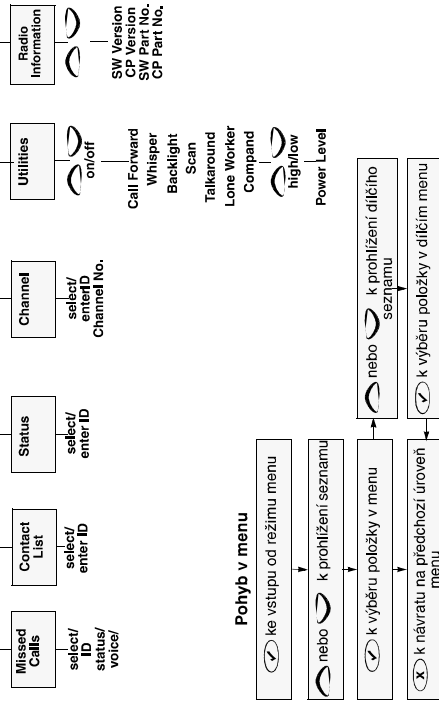 Missed
Calls
select/
ID
status/
voice/
Contact
List
select/
enter ID
Status
select/
enter ID
Channel
select/
enterID
Channel No.
Utilities
on/off
Call Forward
Whisper
Backlight
Scan
Talkaround
Lone Worker
Compand
high/low
Power Level
Radio
Information
SW Version
CP Version
SW Part No.
CP Part No.
Pohyb v menu
ke vstupu od režimu menu
nebo k prohlížení seznamu
k výběru položky v menu
x k návratu na předchozí úroveň
menu
nebo k prohlížení dílčího
seznamu
k výběru položky v dílčím menu